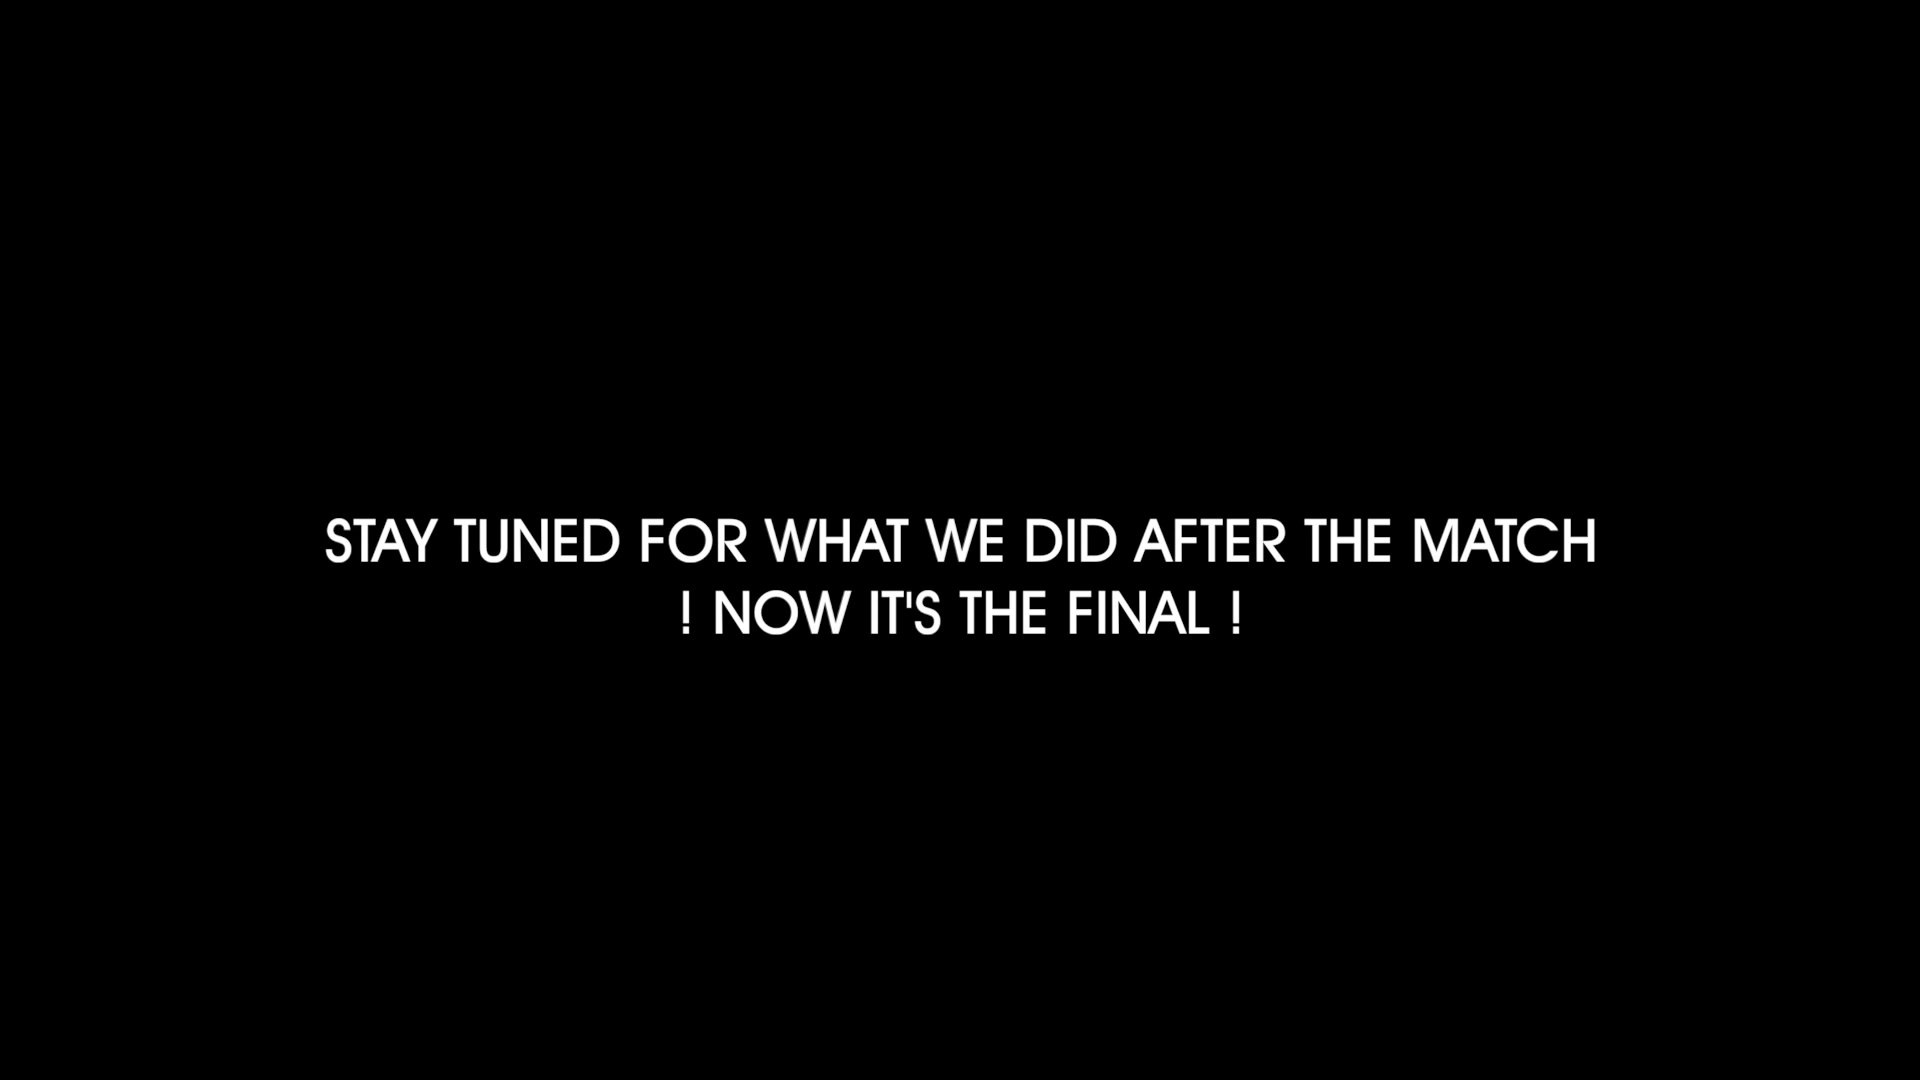 STAY TUNED FOR WHAT WE DID AFTER THE MATCH
! NOW IT'S THE FINAL !